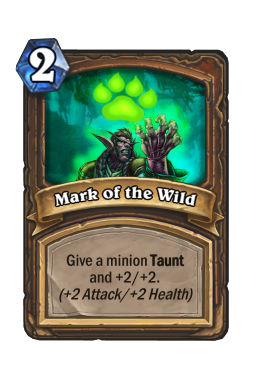 2
Mark of the Wild
Give a minion Taunt
and +2/+2.
(+2 Attack/+2 Health)